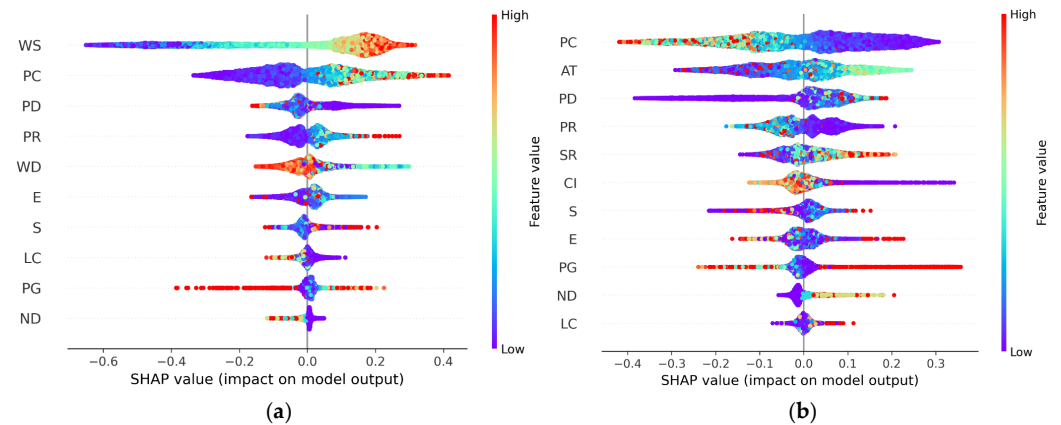 High
WS
PC
PD
PR
WD
E
S
LC
PG
ND
Feature value
Low
−0.6 −0.4 −0.2 0.0 0.2 0.4
SHAP value (impact on model output)
(a)
High
PC
AT
PD
PR
SR
CI
S
E
PG
ND
LC
Feature value
Low
−0.4 −0.3 −0.2 −0.1 0.0 0.1 0.2 0.3
SHAP value (impact on model output)
(b)